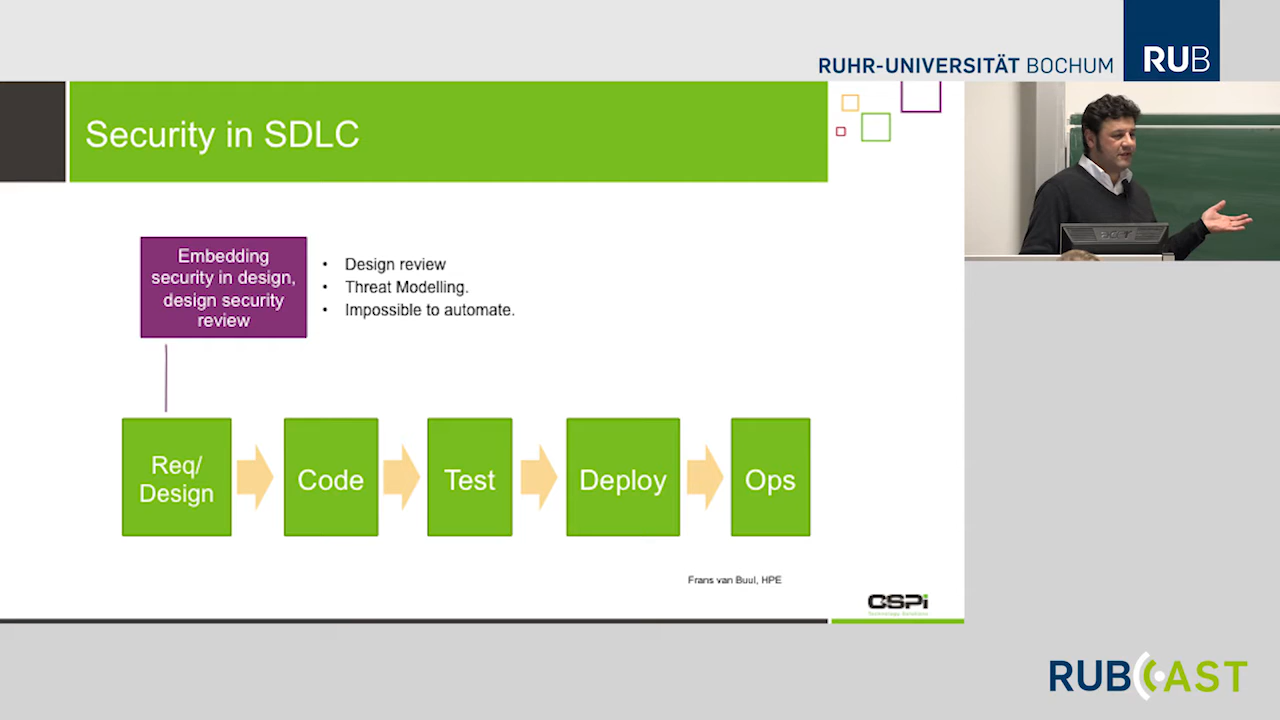 RUHR-UNIVERSITÄT BOCHUM
RUB
Security in SDLC
Embedding
security in design,
design security
review
• Design review
• Threat Modelling.
• Impossible to automate.
Req/
Design
Code
Test
Deploy
Ops
Frans van Buul, HPE
CSPi
acer
RUBCAST